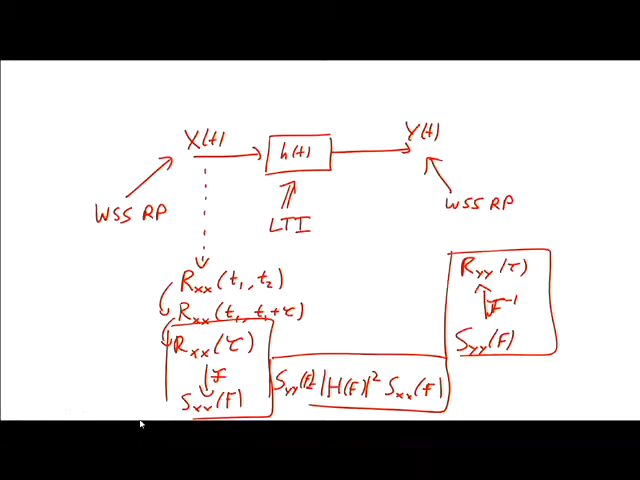 X(t)
h(t)
Y(t)
WSS RP
LTI
WSS RP
Rxx(t1, t2)
Rxx(t1, t1+τ)
Rxx(τ)
F
Sxx(F)
Syy(F)= |H(F)|² Sxx(F)
Ryy(τ)
F⁻¹
Syy(F)